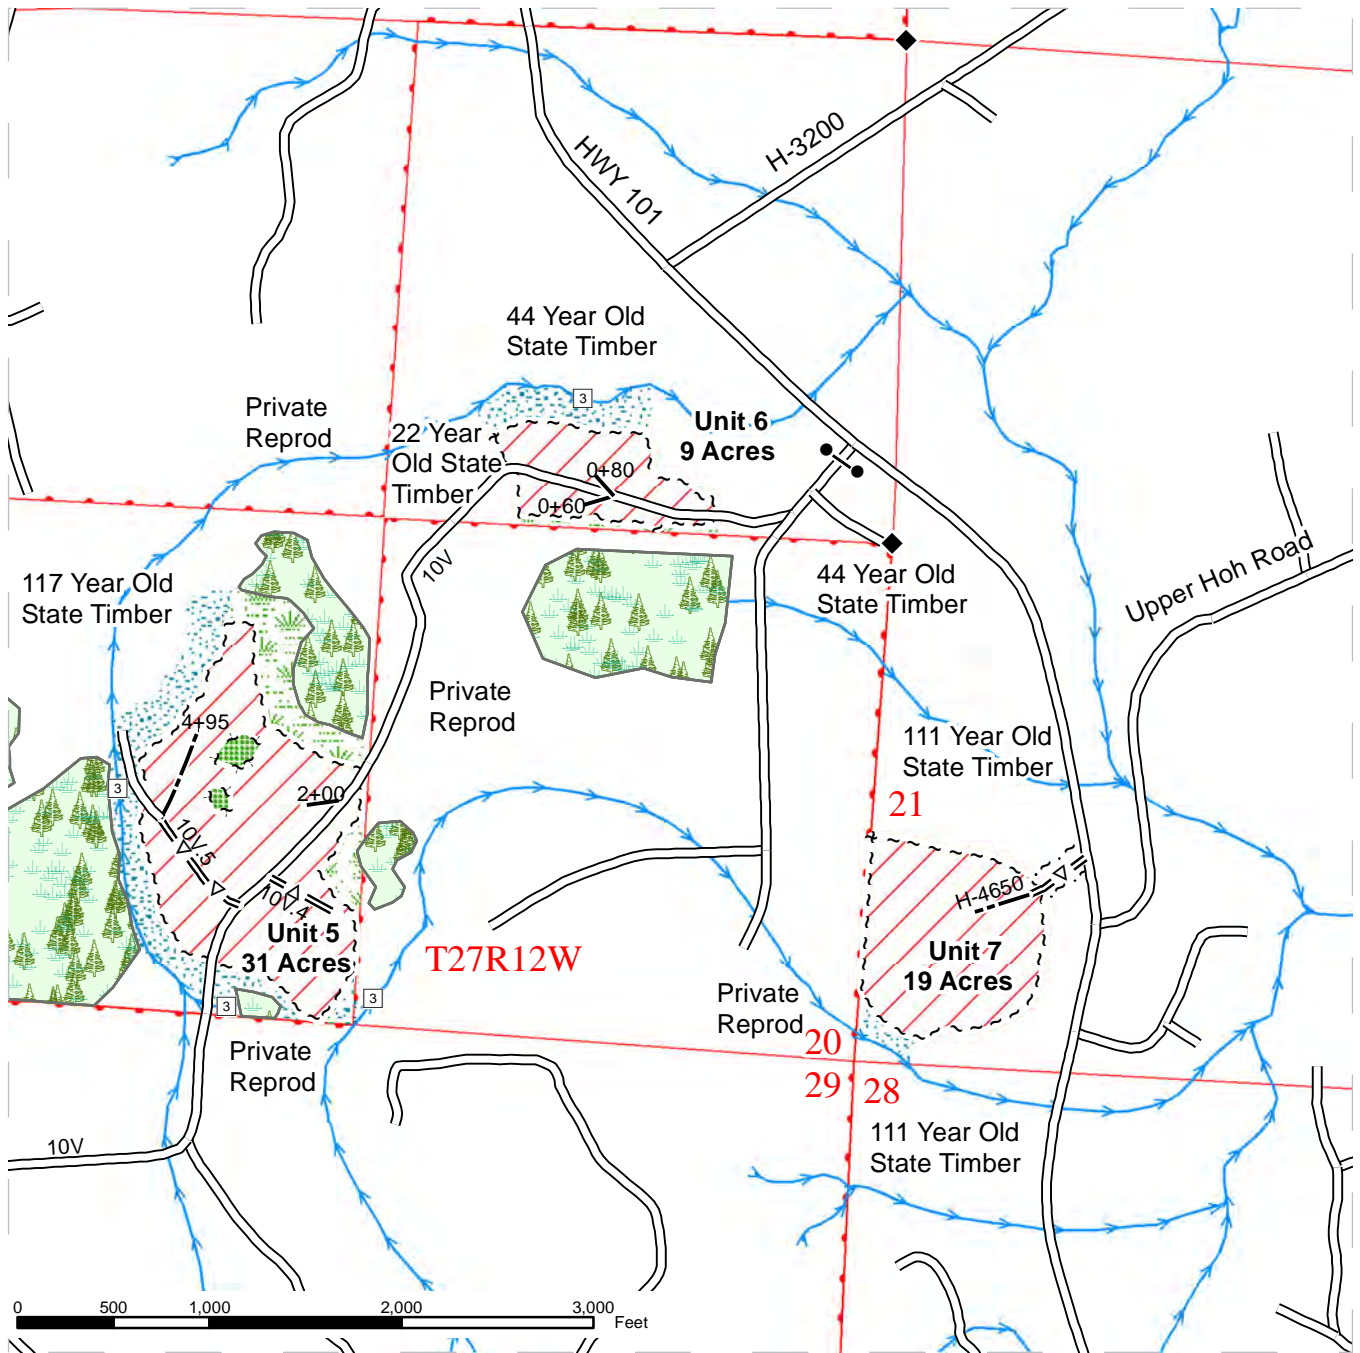 H-3200
HWY 101
44 Year Old
State Timber
Private
Reprod
3
Unit 6
9 Acres
22 Year
Old State
Timber
0+80
0+60
10V
117 Year Old
State Timber
44 Year Old
State Timber
Upper Hoh Road
Private
Reprod
4+95
111 Year Old
State Timber
3
2+00
21
10V.5
10V.4
H-4650
Unit 5
31 Acres
T27R12W
Unit 7
19 Acres
3
3
Private
Reprod
20
Private
Reprod
29
28
111 Year Old
State Timber
10V
0
500
1,000
2,000
3,000
Feet